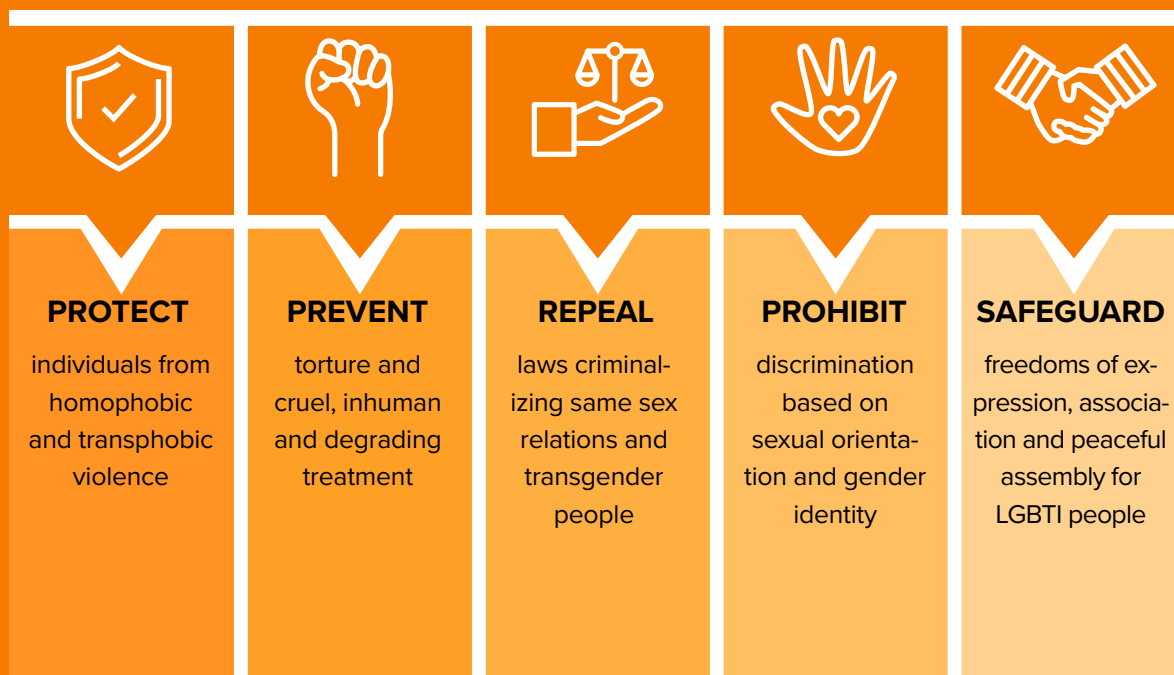 PROTECT
individuals from
homophobic
and transphobic
violence
PREVENT
torture and
cruel, inhuman
and degrading
treatment
REPEAL
laws criminal-
izing same sex
relations and
transgender
people
PROHIBIT
discrimination
based on
sexual orienta-
tion and gender
identity
SAFEGUARD
freedoms of ex-
pression, associa-
tion and peaceful
assembly for
LGBTI people